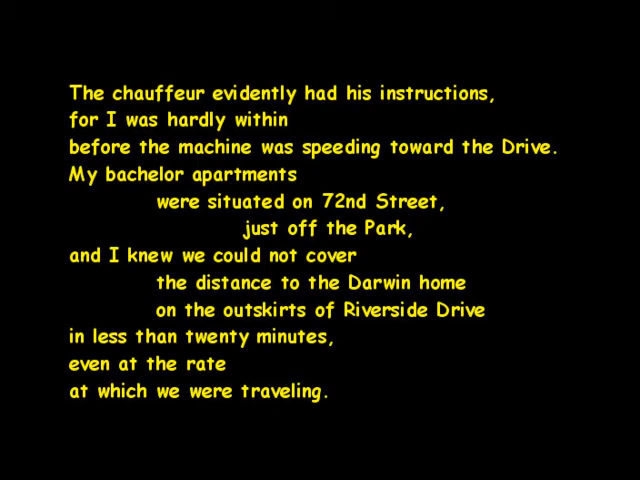 The chauffeur evidently had his instructions,
for I was hardly within
before the machine was speeding toward the Drive.
My bachelor apartments
were situated on 72nd Street,
just off the Park,
and I knew we could not cover
the distance to the Darwin home
on the outskirts of Riverside Drive
in less than twenty minutes,
even at the rate
at which we were traveling.